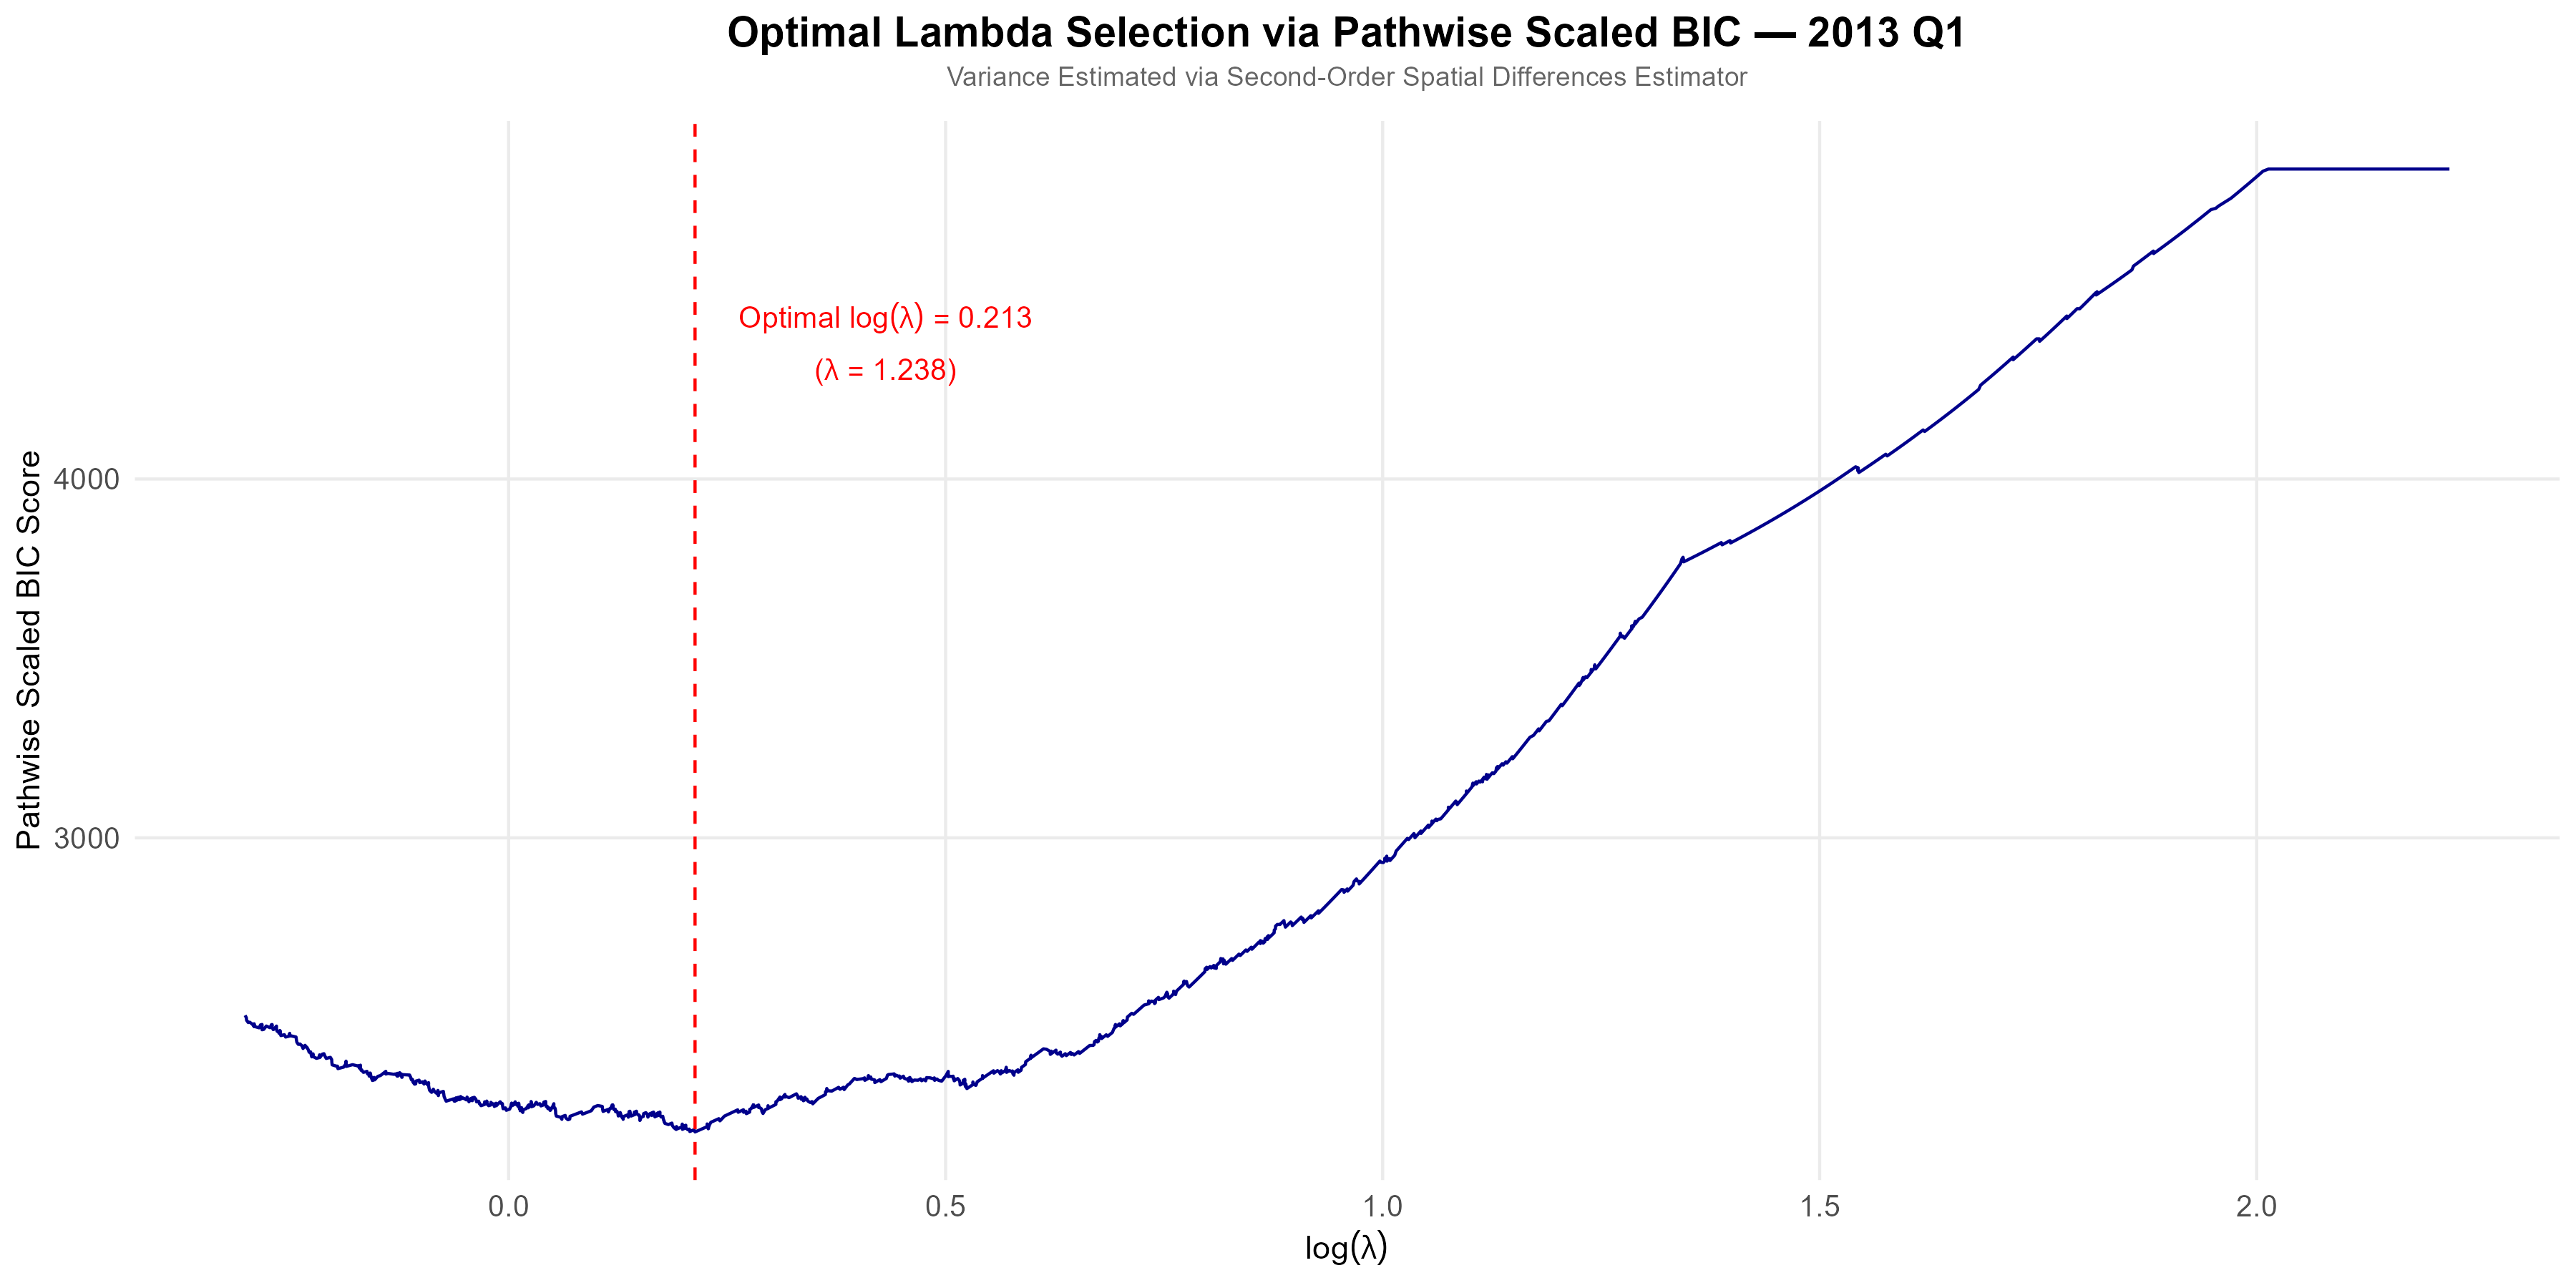 Optimal Lambda Selection via Pathwise Scaled BIC — 2013 Q1
Variance Estimated via Second-Order Spatial Differences Estimator
Optimal log(λ) = 0.213
(λ = 1.238)
Pathwise Scaled BIC Score
4000
3000
0.0
0.5
1.0
1.5
2.0
log(λ)